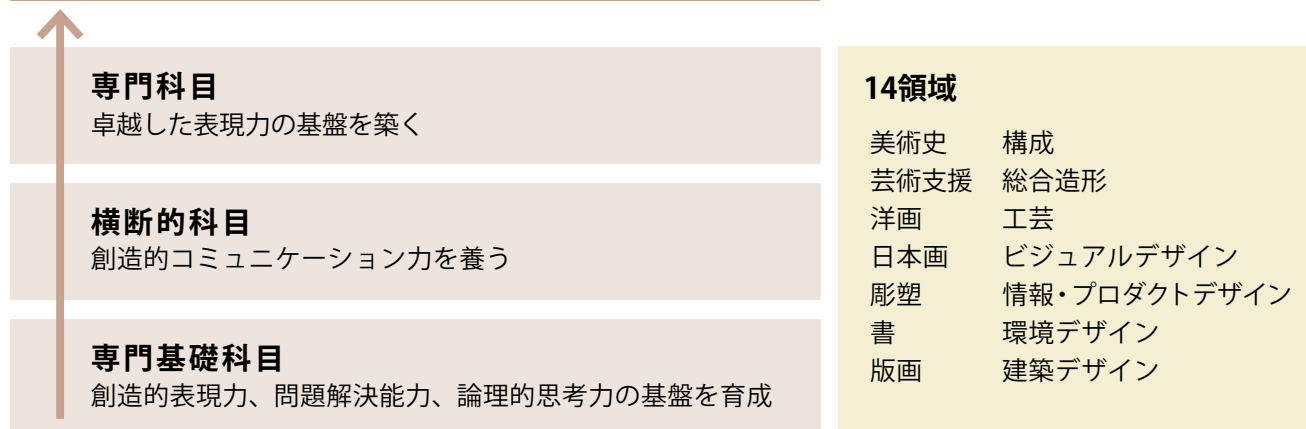 専門科目
卓越した表現力の基盤を築く
横断的科目
創造的コミュニケーション力を養う
専門基礎科目
創造的表現力、問題解決能力、論理的思考力の基盤を育成
14領域
美術史 構成
芸術支援 総合造形
洋画 工芸
日本画 ビジュアルデザイン
彫塑 情報・プロダクトデザイン
書 環境デザイン
版画 建築デザイン